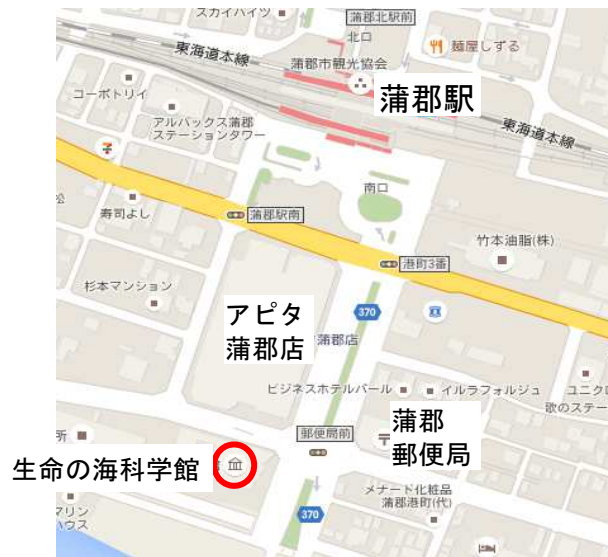 スカイハイツ
蒲郡北駅前
北口
麺屋しずる
東海道本線
蒲郡市観光協会
蒲郡駅
コーポトリイ
アルバックス蒲郡
ステーションタワー
東海道本線
南口
松
寿司よし
蒲郡駅南
竹本油脂(株)
港町3番
杉本マンション
アピタ
蒲郡店
370
蒲郡店
ビジネスホテルパール
イルラフォルジュ
ユニクロ
歌のステー
蒲郡
郵便局
郵便局前
所
生命の海科学館
メナード化粧品
蒲郡港町(代)
マリン
ハウス
370